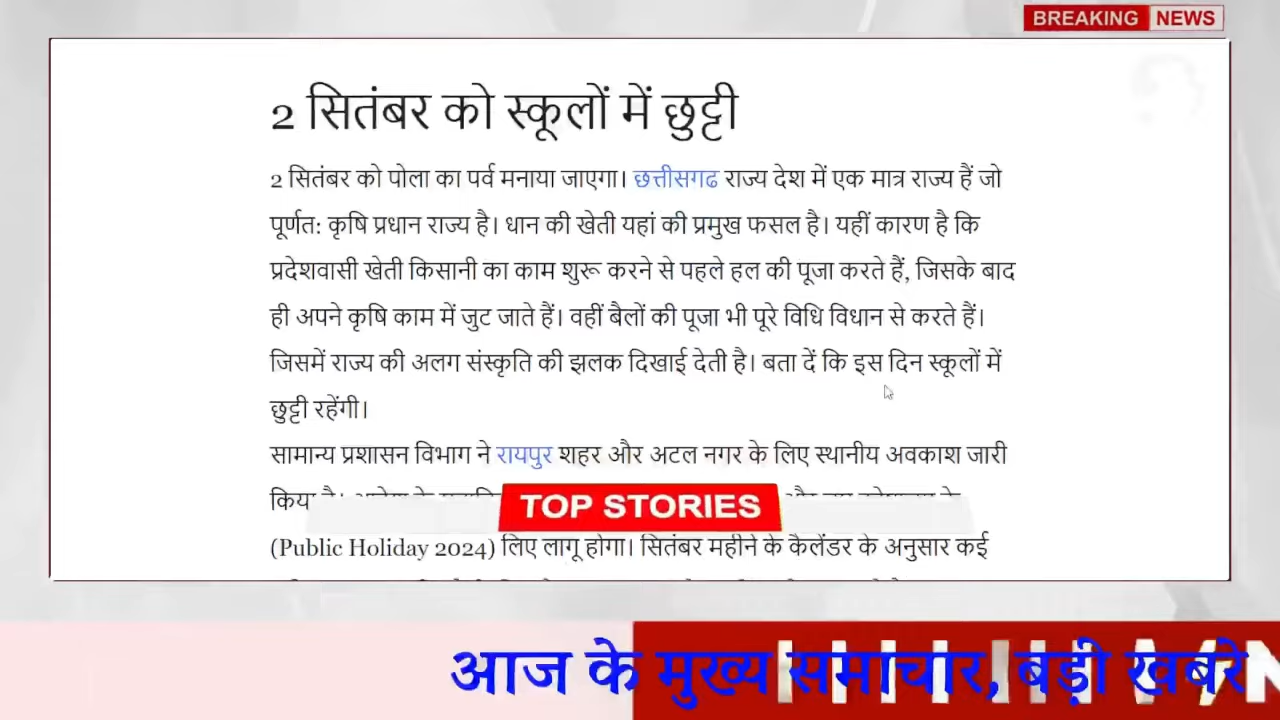 BREAKING NEWS
2 सितंबर को स्कूलों में छुट्टी
2 सितंबर को पोला का पर्व मनाया जाएगा। छत्तीसगढ राज्य देश में एक मात्र राज्य हैं जो
पूर्णत: कृषि प्रधान राज्य है। धान की खेती यहां की प्रमुख फसल है। यहीं कारण है कि
प्रदेशवासी खेती किसानी का काम शुरू करने से पहले हल की पूजा करते हैं, जिसके बाद
ही अपने कृषि काम में जुट जाते हैं। वहीं बैलों की पूजा भी पूरे विधि विधान से करते हैं।
जिसमें राज्य की अलग संस्कृति की झलक दिखाई देती है। बता दें कि इस दिन स्कूलों में
छुट्टी रहेंगी।
सामान्य प्रशासन विभाग ने रायपुर शहर और अटल नगर के लिए स्थानीय अवकाश जारी
किया है।
TOP STORIES
(Public Holiday 2024) लिए लागू होगा। सितंबर महीने के कैलेंडर के अनुसार कई
आज के मुख्य समाचार, बड़ी खबरे